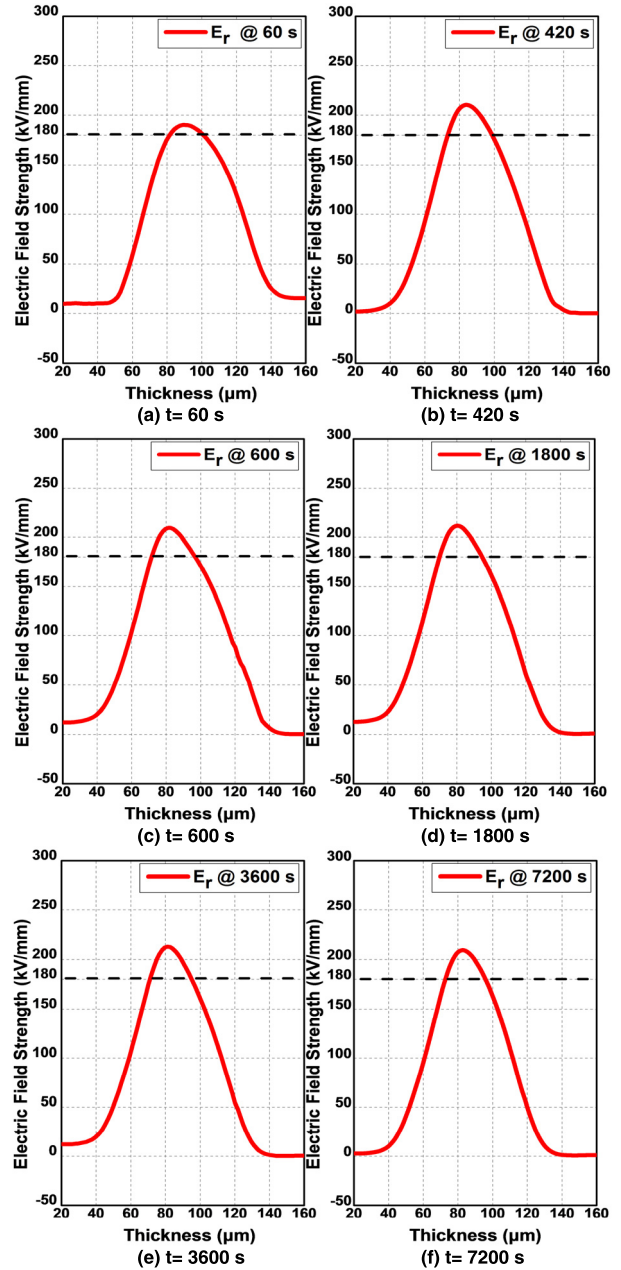 300
E_r @ 60 s
250
200
180
150
100
50
0
-50
Electric Field Strength (kV/mm)
20 40 60 80 100 120 140 160
Thickness (μm)
(a) t= 60 s
300
E_r @ 420 s
250
200
180
150
100
50
0
-50
Electric Field Strength (kV/mm)
20 40 60 80 100 120 140 160
Thickness (μm)
(b) t= 420 s
300
E_r @ 600 s
250
200
180
150
100
50
0
-50
Electric Field Strength (kV/mm)
20 40 60 80 100 120 140 160
Thickness (μm)
(c) t= 600 s
300
E_r @ 1800 s
250
200
180
150
100
50
0
-50
Electric Field Strength (kV/mm)
20 40 60 80 100 120 140 160
Thickness (μm)
(d) t= 1800 s
300
E_r @ 3600 s
250
200
180
150
100
50
0
-50
Electric Field Strength (kV/mm)
20 40 60 80 100 120 140 160
Thickness (μm)
(e) t= 3600 s
300
E_r @ 7200 s
250
200
180
150
100
50
0
-50
Electric Field Strength (kV/mm)
20 40 60 80 100 120 140 160
Thickness (μm)
(f) t= 7200 s